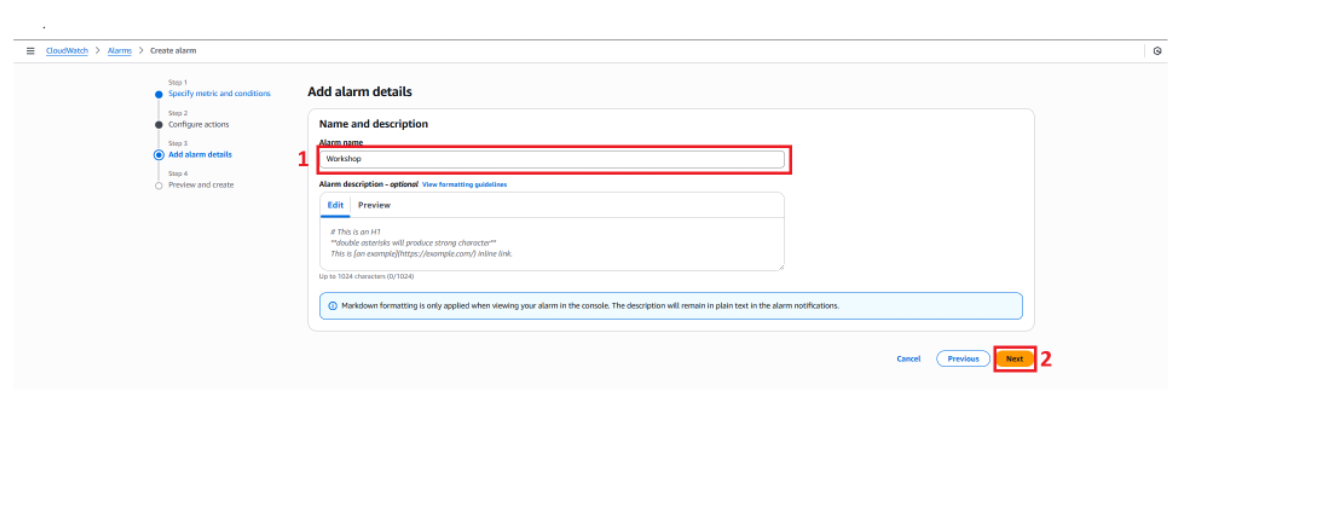 CloudWatch > Alarms > Create alarm
Step 1
Specify metric and conditions
Step 2
Configure actions
Step 3
Add alarm details
Step 4
Preview and create
Add alarm details
Name and description
Alarm name
1
Workshop
Alarm description – optional View formatting guidelines
Edit Preview
# This is an H1
**double asterisks will produce strong character**
This is [an example](https://example.com/) inline link.
Up to 1024 characters (0/1024)
Markdown formatting is only applied when viewing your alarm in the console. The description will remain in plain text in the alarm notifications.
Cancel Previous Next 2